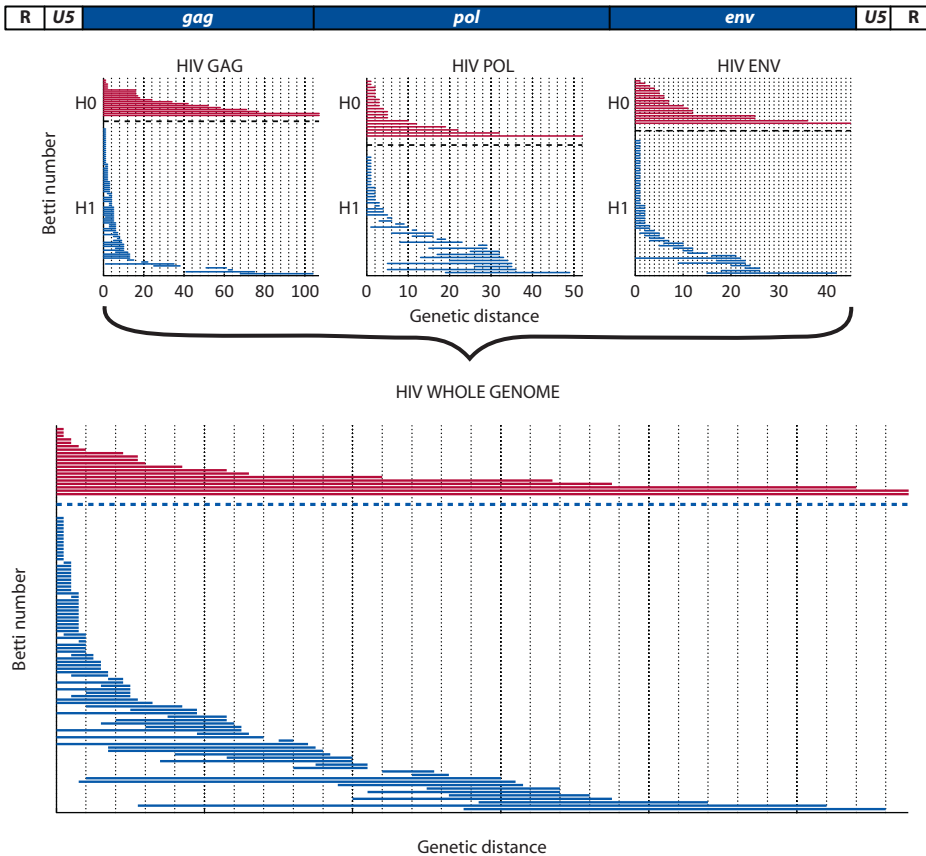 R U5 gag pol env U5 R
HIV GAG HIV POL HIV ENV
H0 H0 H0
Betti number
H1 H1 H1
0 20 40 60 80 100 0 10 20 30 40 50 0 10 20 30 40
Genetic distance
HIV WHOLE GENOME
Betti number
Genetic distance